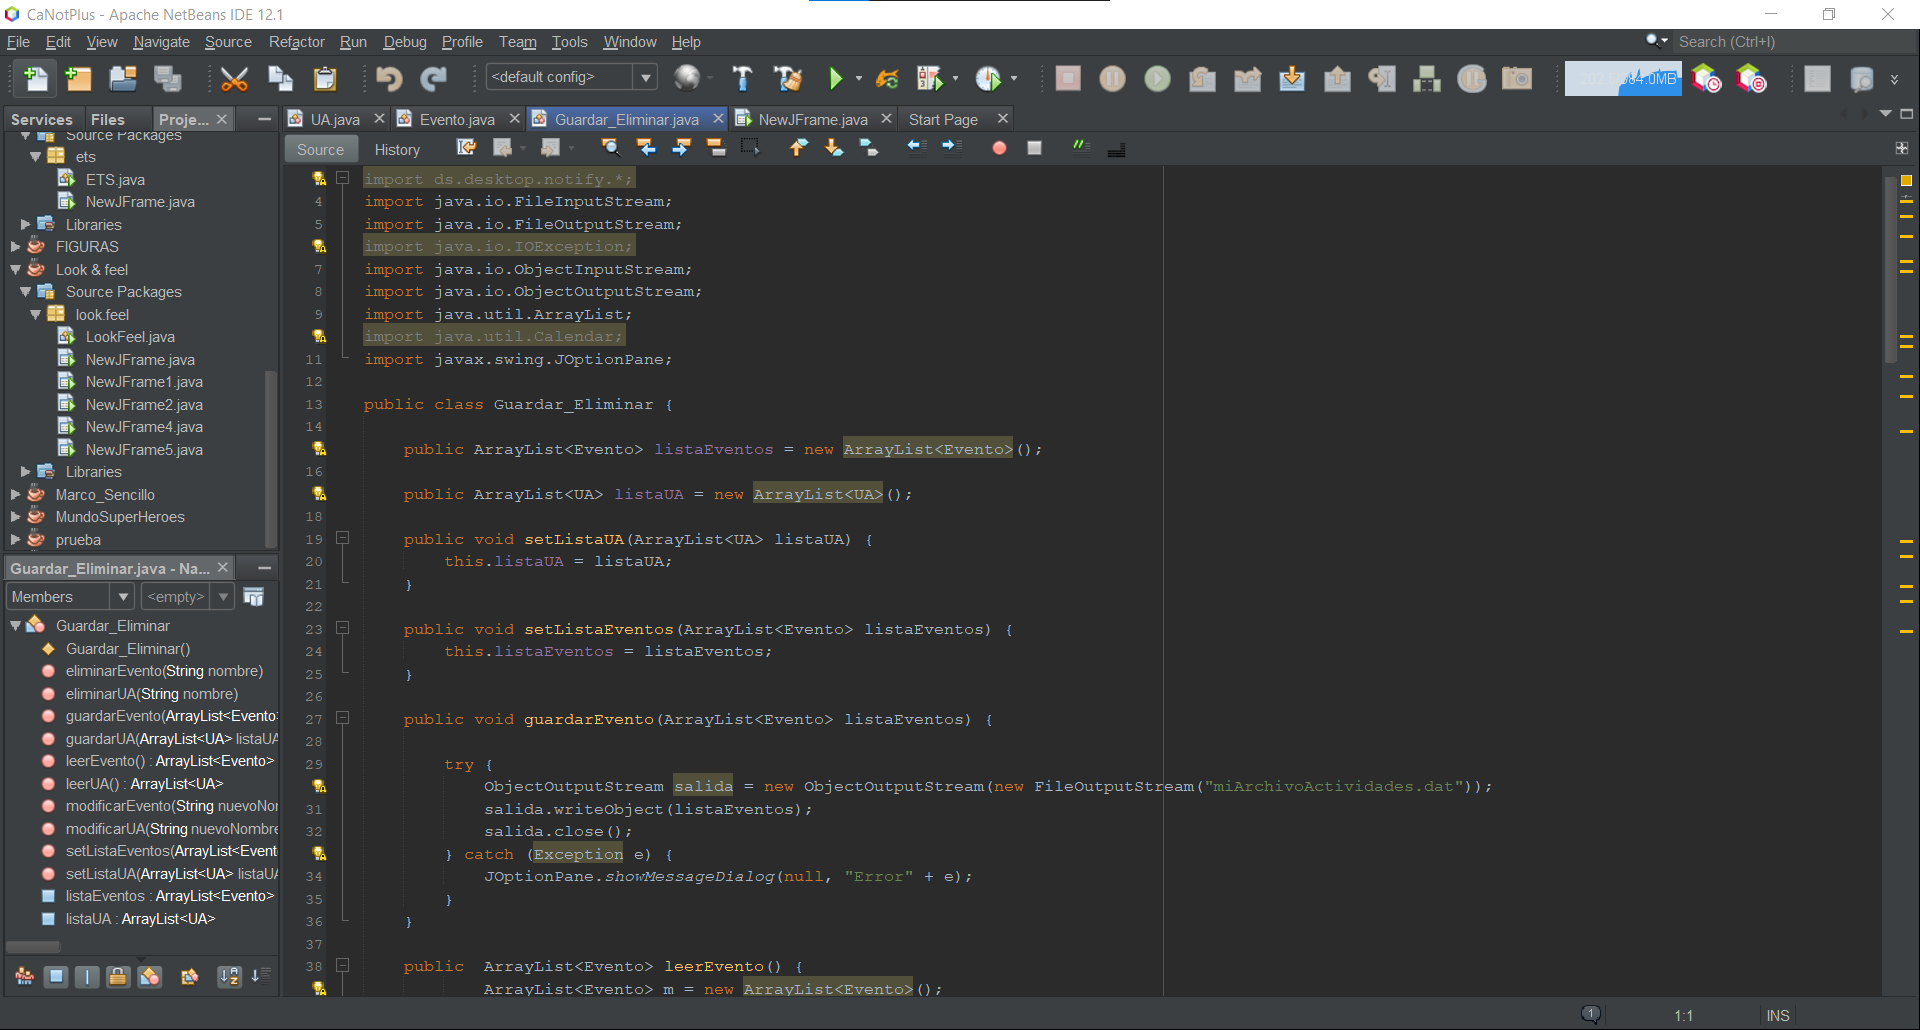 CaNotPlus - Apache NetBeans IDE 12.1
File Edit View Navigate Source Refactor Run Debug Profile Team Tools Window Help
Search (Ctrl+I)
<default config>
Services Files Proje...
UA.java Evento.java Guardar_Eliminar.java NewJFrame.java Start Page
Source History
Source Packages
ets
ETS.java
NewJFrame.java
Libraries
FIGURAS
Look & feel
Source Packages
look.feel
LookFeel.java
NewJFrame.java
NewJFrame1.java
NewJFrame2.java
NewJFrame4.java
NewJFrame5.java
Libraries
Marco_Sencillo
MundoSuperHeroes
prueba
Guardar_Eliminar.java - Na...
Members <empty>
Guardar_Eliminar
Guardar_Eliminar()
eliminarEvento(String nombre)
eliminarUA(String nombre)
guardarEvento(ArrayList<Evento>
guardarUA(ArrayList<UA> listaUA
leerEvento() : ArrayList<Evento>
leerUA() : ArrayList<UA>
modificarEvento(String nuevoNor
modificarUA(String nuevoNombre
setListaEventos(ArrayList<Event
setListaUA(ArrayList<UA> listaUA
listaEventos : ArrayList<Evento>
listaUA : ArrayList<UA>
import ds.desktop.notify.*;
4 import java.io.FileInputStream;
5 import java.io.FileOutputStream;
import java.io.IOException;
7 import java.io.ObjectInputStream;
8 import java.io.ObjectOutputStream;
9 import java.util.ArrayList;
import java.util.Calendar;
11 import javax.swing.JOptionPane;
12
13 public class Guardar_Eliminar {
14
public ArrayList<Evento> listaEventos = new ArrayList<Evento>();
16
public ArrayList<UA> listaUA = new ArrayList<UA>();
18
19 public void setListaUA(ArrayList<UA> listaUA) {
20 this.listaUA = listaUA;
21 }
22
23 public void setListaEventos(ArrayList<Evento> listaEventos) {
24 this.listaEventos = listaEventos;
25 }
26
27 public void guardarEvento(ArrayList<Evento> listaEventos) {
28
29 try {
ObjectOutputStream salida = new ObjectOutputStream(new FileOutputStream("miArchivoActividades.dat"));
31 salida.writeObject(listaEventos);
32 salida.close();
} catch (Exception e) {
34 JOptionPane.showMessageDialog(null, "Error" + e);
35 }
36 }
37
38 public ArrayList<Evento> leerEvento() {
ArrayList<Evento> m = new ArrayList<Evento>();
1 1:1 INS